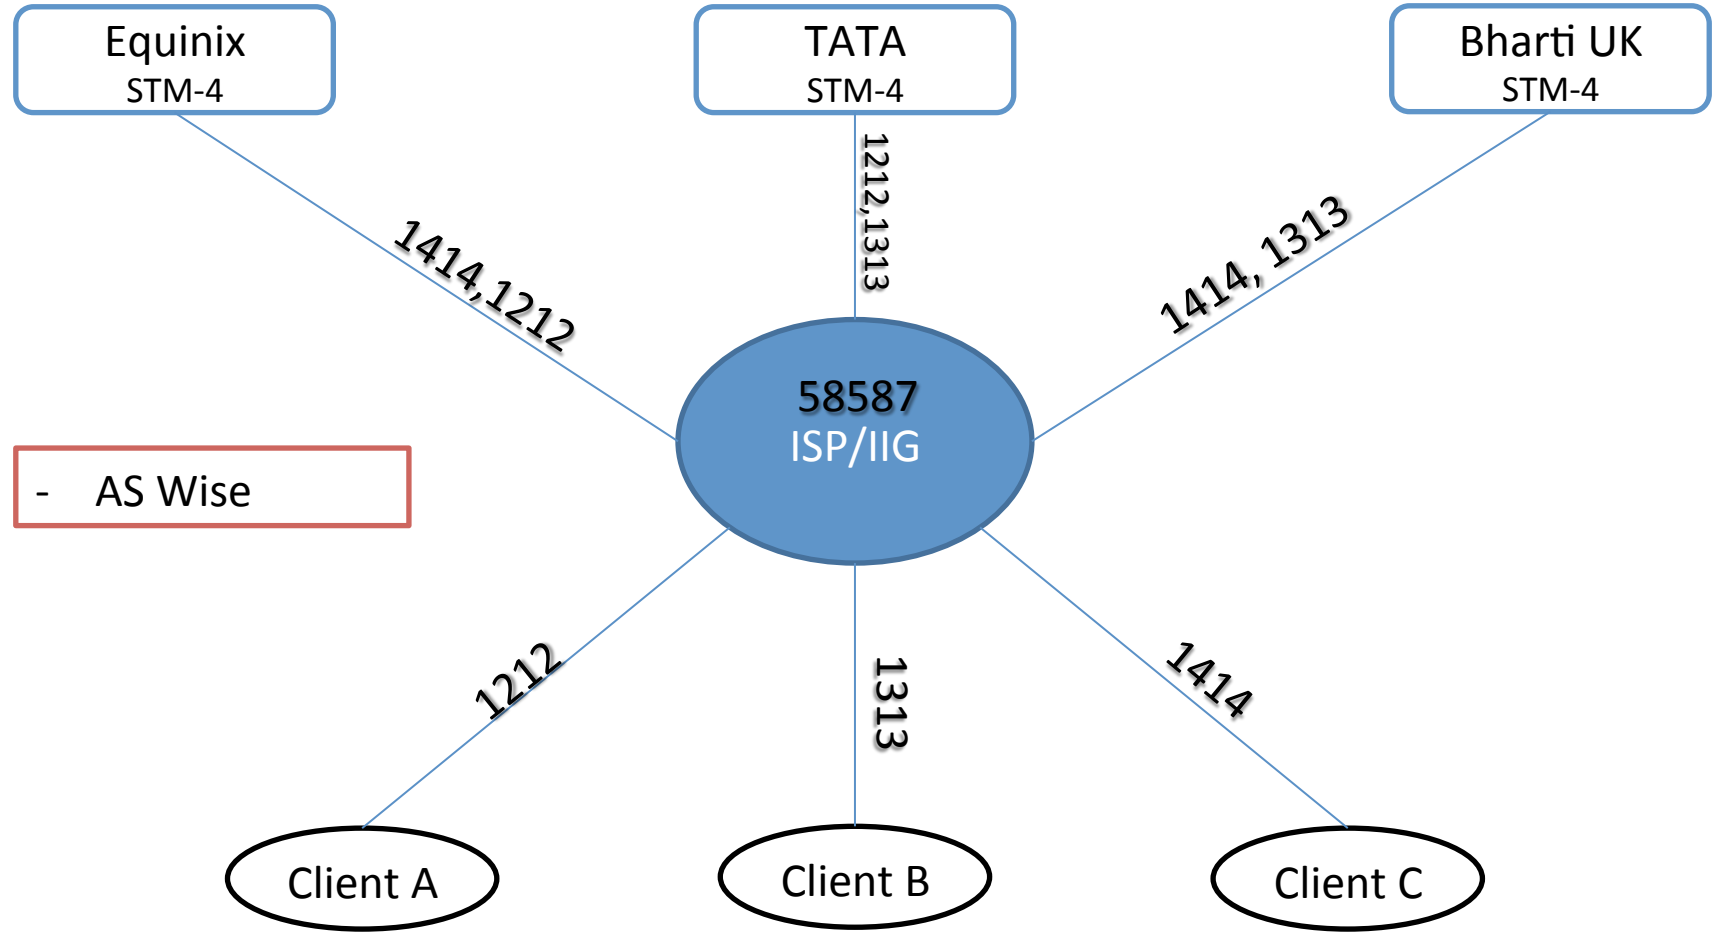 Equinix
STM-4
TATA
STM-4
Bharti UK
STM-4
1414,1212
1212,1313
1414, 1313
58587
ISP/IIG
- AS Wise
1212
1313
1414
Client A
Client B
Client C